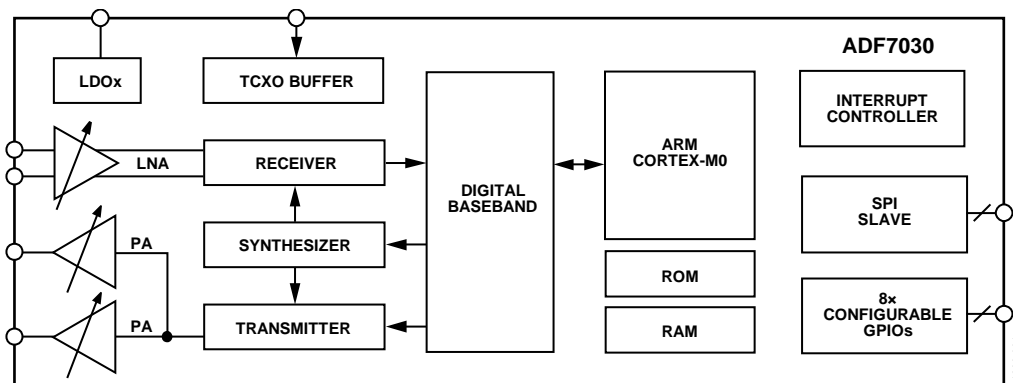 ADF7030
LDOx
TCXO BUFFER
INTERRUPT
CONTROLLER
LNA
RECEIVER
ARM
CORTEX-M0
DIGITAL
BASEBAND
SPI
SLAVE
PA
SYNTHESIZER
ROM
8×
CONFIGURABLE
GPIOs
PA
TRANSMITTER
RAM